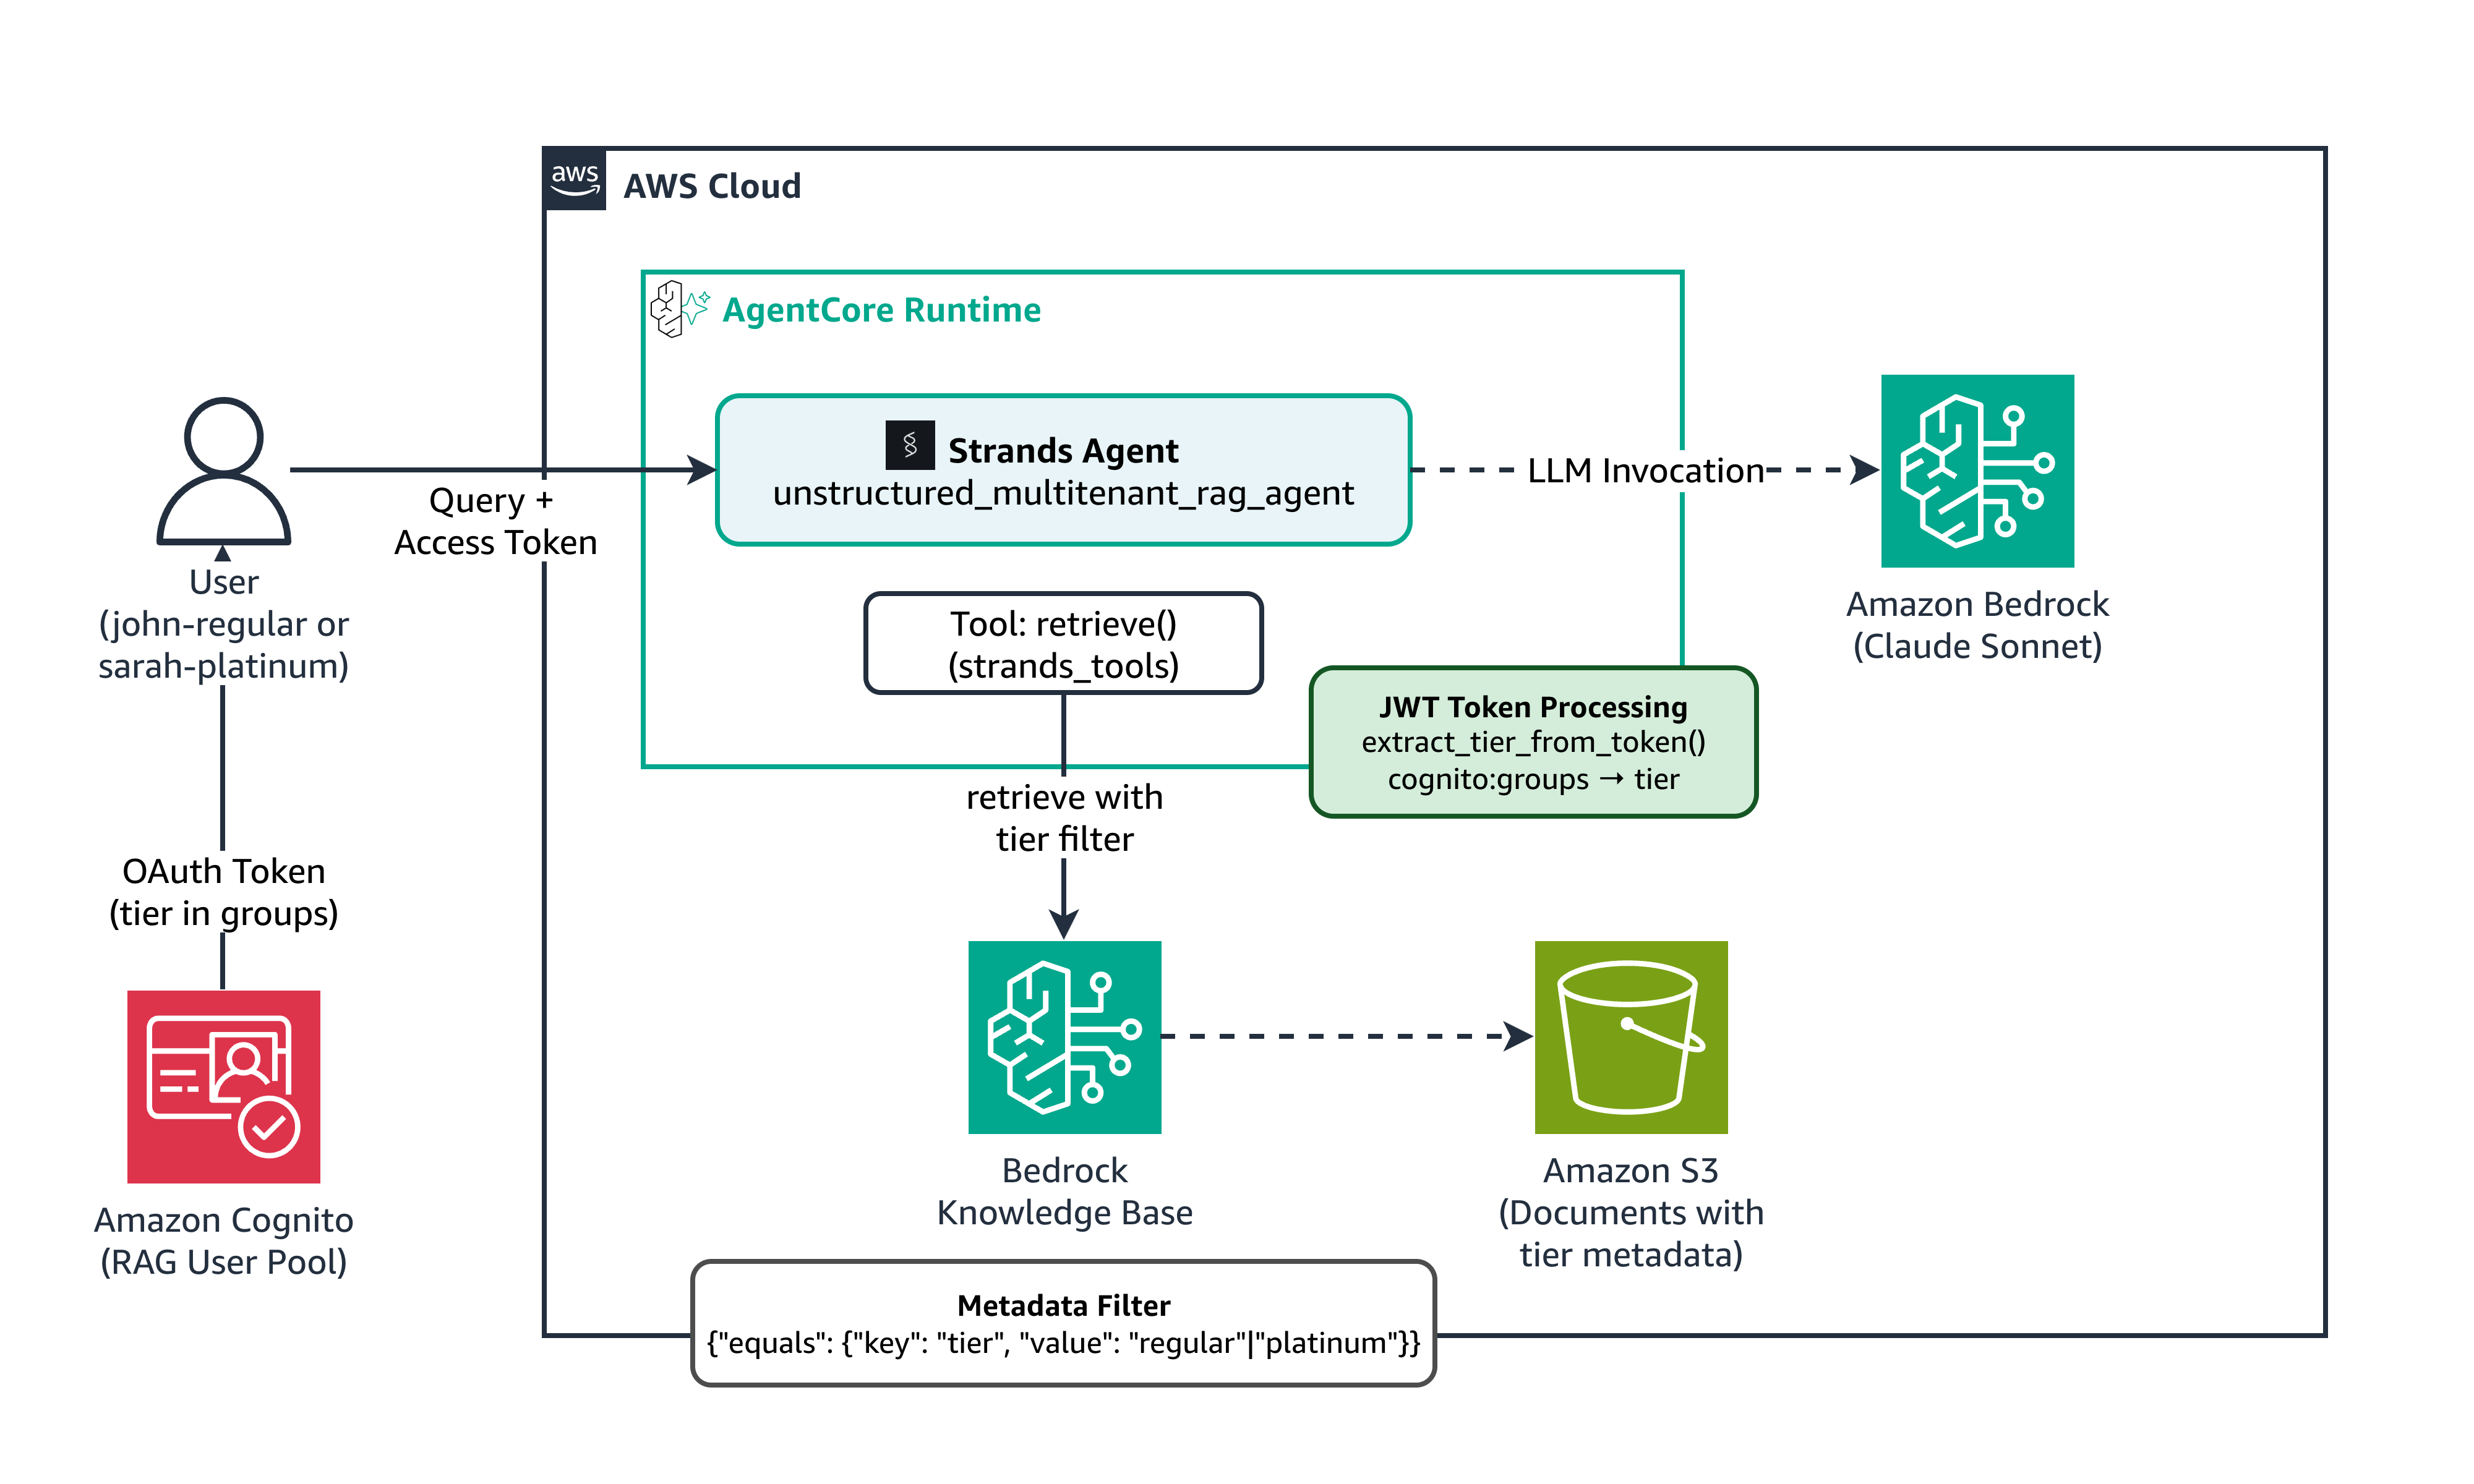 aws
AWS Cloud
AgentCore Runtime
Strands Agent
unstructured_multitenant_rag_agent
LLM Invocation
Query +
Access Token
User
(john-regular or
sarah-platinum)
Tool: retrieve()
(strands_tools)
Amazon Bedrock
(Claude Sonnet)
JWT Token Processing
extract_tier_from_token()
cognito:groups → tier
retrieve with
tier filter
OAuth Token
(tier in groups)
Amazon Cognito
(RAG User Pool)
Bedrock
Knowledge Base
Amazon S3
(Documents with
tier metadata)
Metadata Filter
{"equals": {"key": "tier", "value": "regular"|"platinum"}}